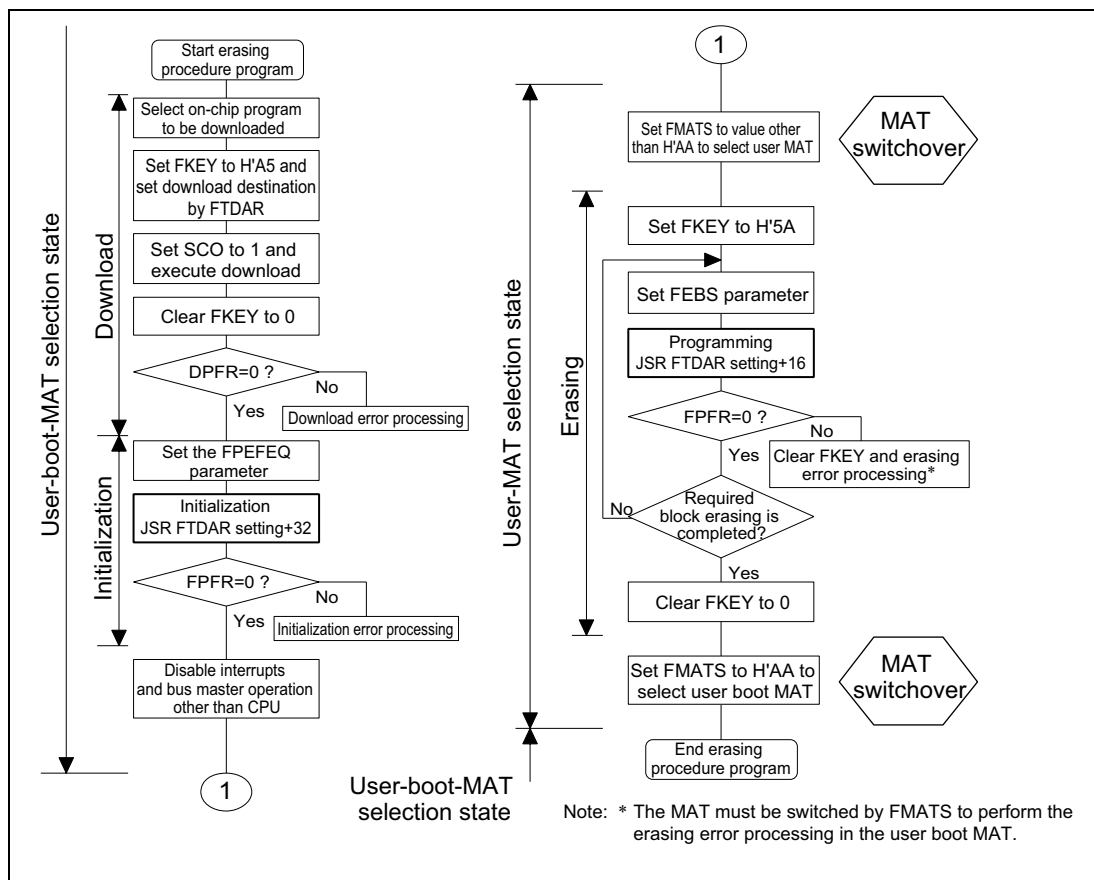 User-boot-MAT selection state
Start erasing
procedure program
Download
Select on-chip program
to be downloaded
Set FKEY to H'A5 and
set download destination
by FTDAR
Set SCO to 1 and
execute download
Clear FKEY to 0
DPFR=0 ?
No
Yes
Download error processing
Initialization
Set the FPEFEQ
parameter
Initialization
JSR FTDAR setting+32
FPFR=0 ?
No
Yes
Initialization error processing
Disable interrupts
and bus master operation
other than CPU
1
1
User-MAT selection state
Set FMATS to value other
than H'AA to select user MAT
MAT
switchover
Erasing
Set FKEY to H'5A
Set FEBS parameter
Programming
JSR FTDAR setting+16
FPFR=0 ?
No
Yes
Clear FKEY and erasing
error processing*
No
Required
block erasing is
completed?
Yes
Clear FKEY to 0
Set FMATS to H'AA to
select user boot MAT
MAT
switchover
User-boot-MAT
selection state
End erasing
procedure program
Note: * The MAT must be switched by FMATS to perform the
erasing error processing in the user boot MAT.